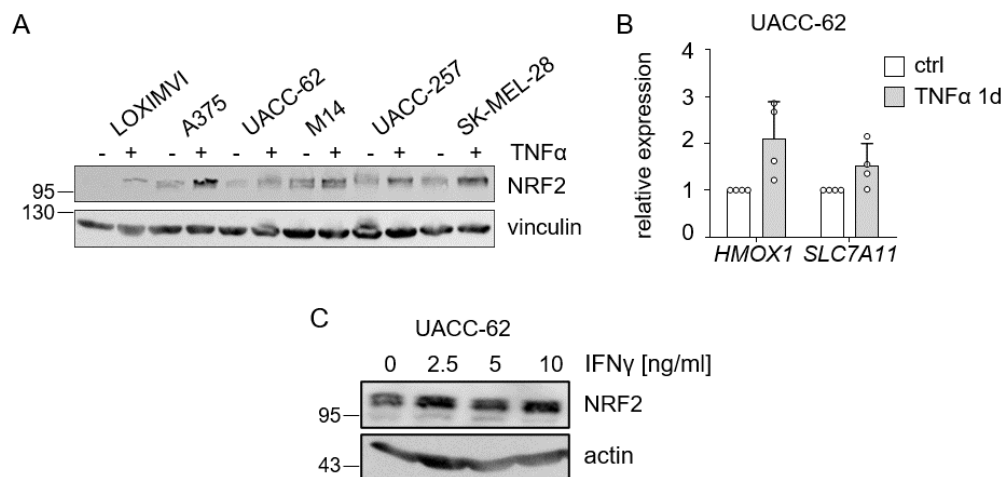 A
LOXIMVI A375 UACC-62 M14 UACC-257 SK-MEL-28
- + - + - + - + - + - + TNFα
95 NRF2
130
vinculin
B
UACC-62
4
3
2
1
0
relative expression
HMOX1 SLC7A11
ctrl
TNFα 1d
C
UACC-62
0 2.5 5 10 IFNγ [ng/ml]
NRF2
95
actin
43